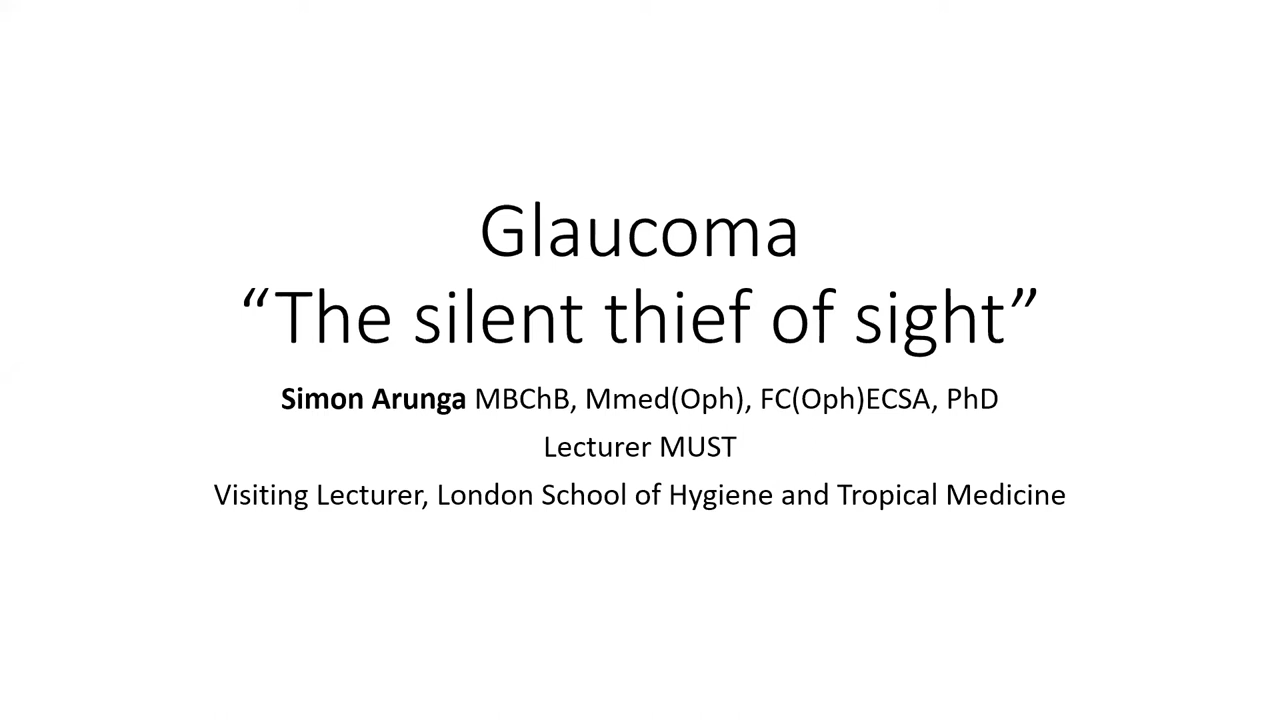 Glaucoma
“The silent thief of sight”
Simon Arunga MBChB, Mmed(Oph), FC(Oph)ECSA, PhD
Lecturer MUST
Visiting Lecturer, London School of Hygiene and Tropical Medicine